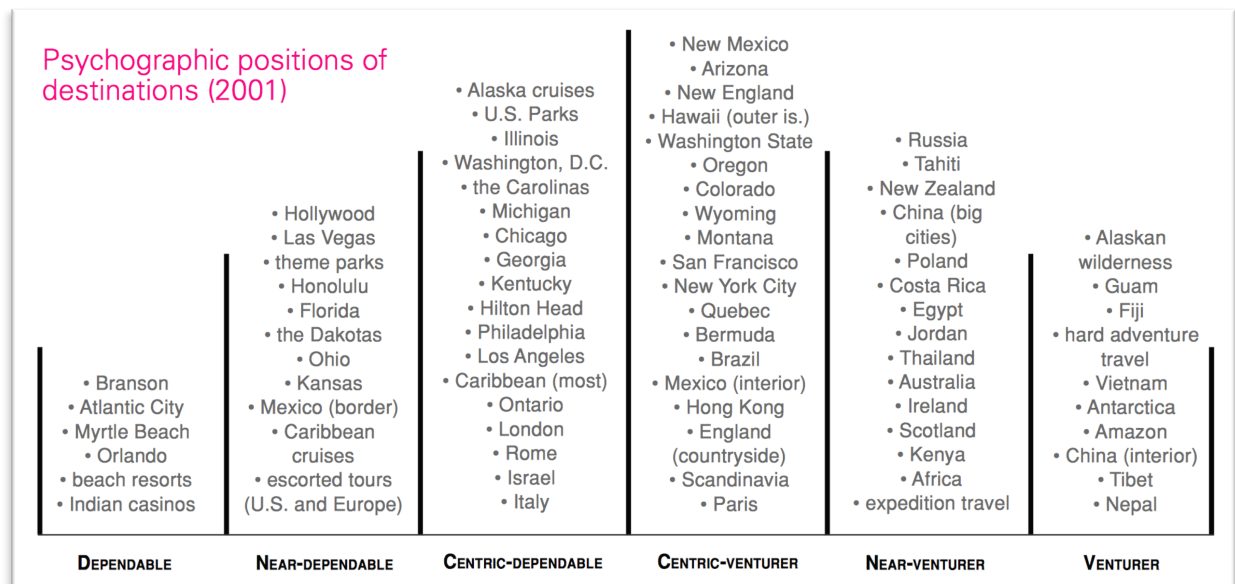 Psychographic positions of
destinations (2001)
• Branson
• Atlantic City
• Myrtle Beach
• Orlando
• beach resorts
• Indian casinos
DEPENDABLE
• Hollywood
• Las Vegas
• theme parks
• Honolulu
• Florida
• the Dakotas
• Ohio
• Kansas
• Mexico (border)
• Caribbean
cruises
• escorted tours
(U.S. and Europe)
NEAR-DEPENDABLE
• Alaska cruises
• U.S. Parks
• Illinois
• Washington, D.C.
• the Carolinas
• Michigan
• Chicago
• Georgia
• Kentucky
• Hilton Head
• Philadelphia
• Los Angeles
• Caribbean (most)
• Ontario
• London
• Rome
• Israel
• Italy
CENTRIC-DEPENDABLE
• New Mexico
• Arizona
• New England
• Hawaii (outer is.)
• Washington State
• Oregon
• Colorado
• Wyoming
• Montana
• San Francisco
• New York City
• Quebec
• Bermuda
• Brazil
• Mexico (interior)
• Hong Kong
• England
(countryside)
• Scandinavia
• Paris
CENTRIC-VENTURER
• Russia
• Tahiti
• New Zealand
• China (big
cities)
• Poland
• Costa Rica
• Egypt
• Jordan
• Thailand
• Australia
• Ireland
• Scotland
• Kenya
• Africa
• expedition travel
NEAR-VENTURER
• Alaskan
wilderness
• Guam
• Fiji
• hard adventure
travel
• Vietnam
• Antarctica
• Amazon
• China (interior)
• Tibet
• Nepal
VENTURER